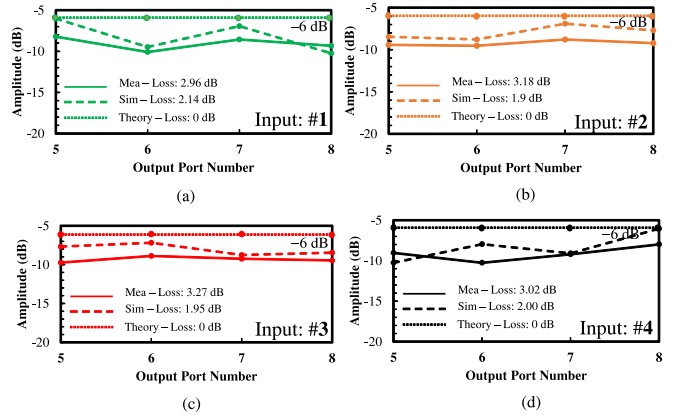 -5
-10
-15
-20
Amplitude (dB)
−6 dB
Mea – Loss: 2.96 dB
Sim – Loss: 2.14 dB
Theory – Loss: 0 dB
Input: #1
5 6 7 8
Output Port Number
(a)
-5
-10
-15
-20
Amplitude (dB)
−6 dB
Mea – Loss: 3.18 dB
Sim – Loss: 1.9 dB
Theory – Loss: 0 dB
Input: #2
5 6 7 8
Output Port Number
(b)
-5
-10
-15
-20
Amplitude (dB)
−6 dB
Mea – Loss: 3.27 dB
Sim – Loss: 1.95 dB
Theory – Loss: 0 dB
Input: #3
5 6 7 8
Output Port Number
(c)
-5
-10
-15
-20
Amplitude (dB)
−6 dB
Mea – Loss: 3.02 dB
Sim – Loss: 2.00 dB
Theory – Loss: 0 dB
Input: #4
5 6 7 8
Output Port Number
(d)